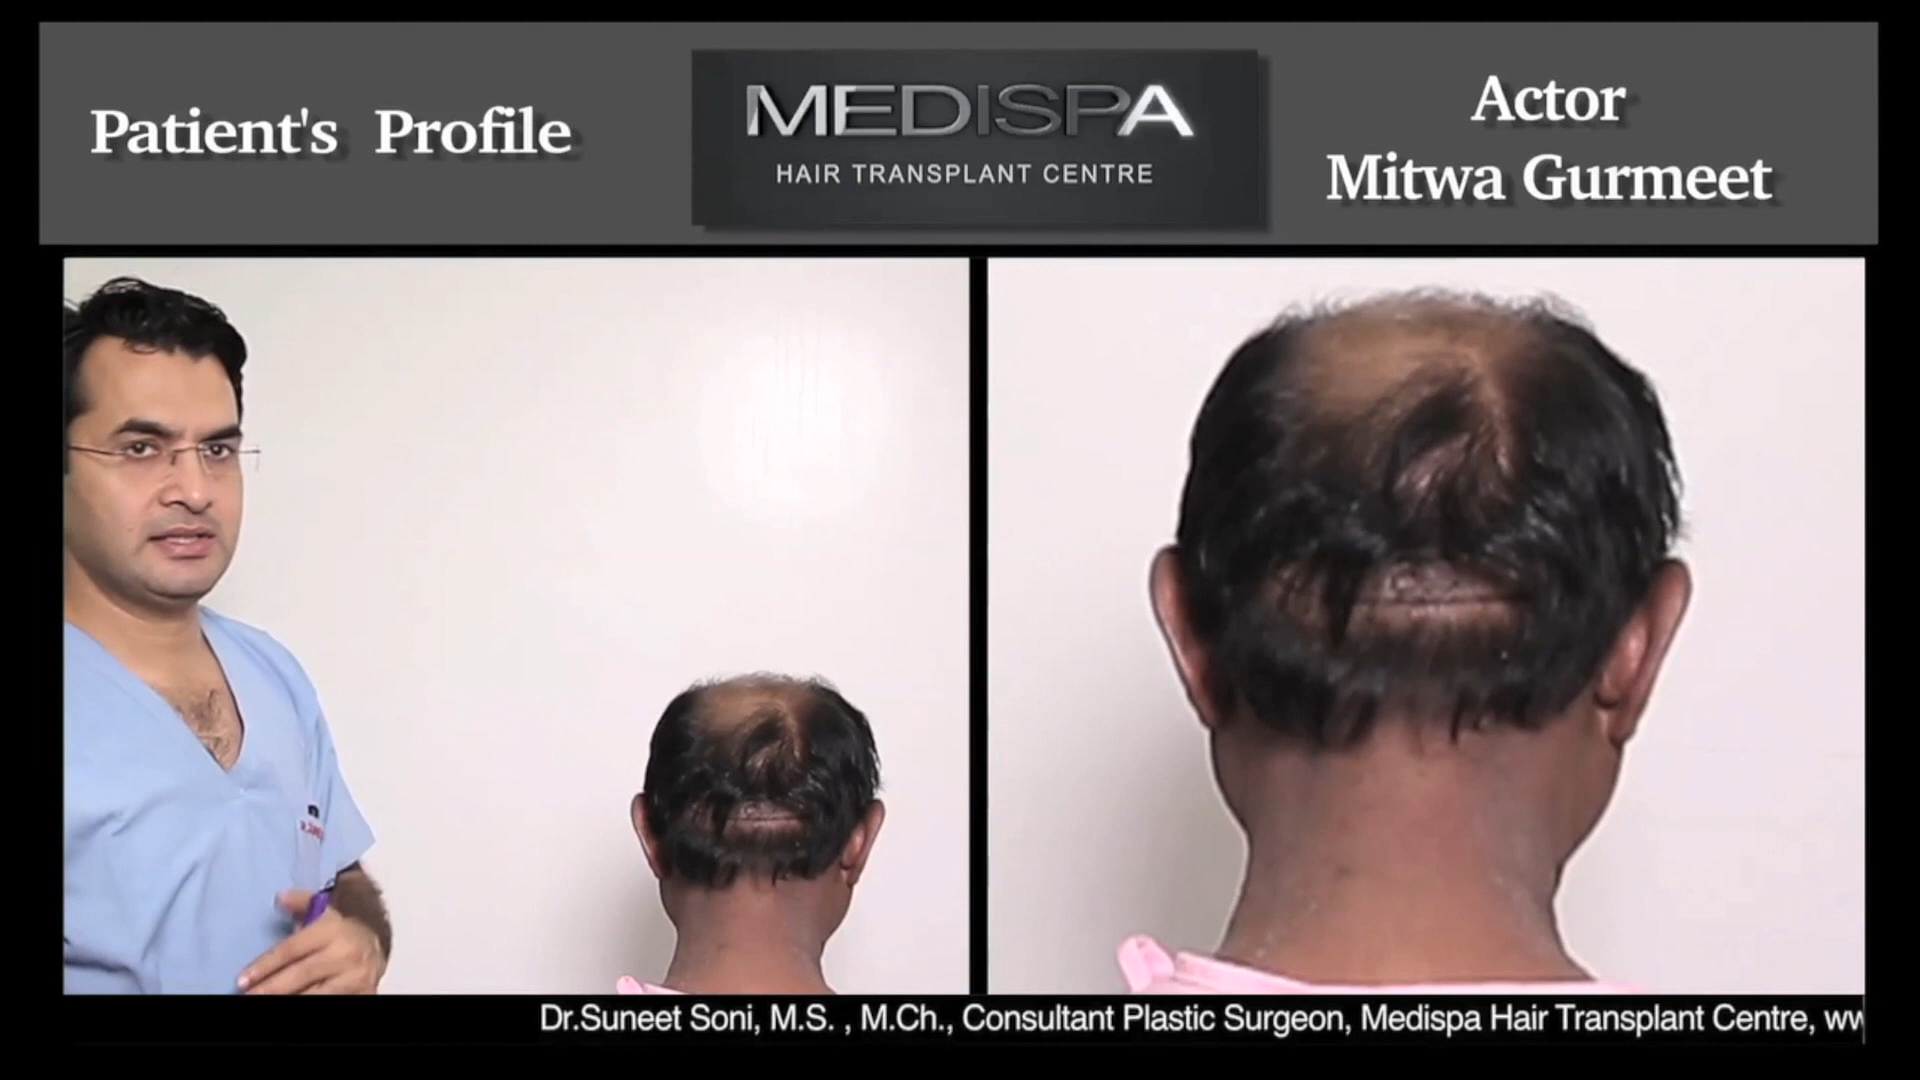 Patient's Profile
MEDISPA
HAIR TRANSPLANT CENTRE
Actor
Mitwa Gurmeet
Dr.Suneet Soni, M.S. , M.Ch., Consultant Plastic Surgeon, Medispa Hair Transplant Centre,